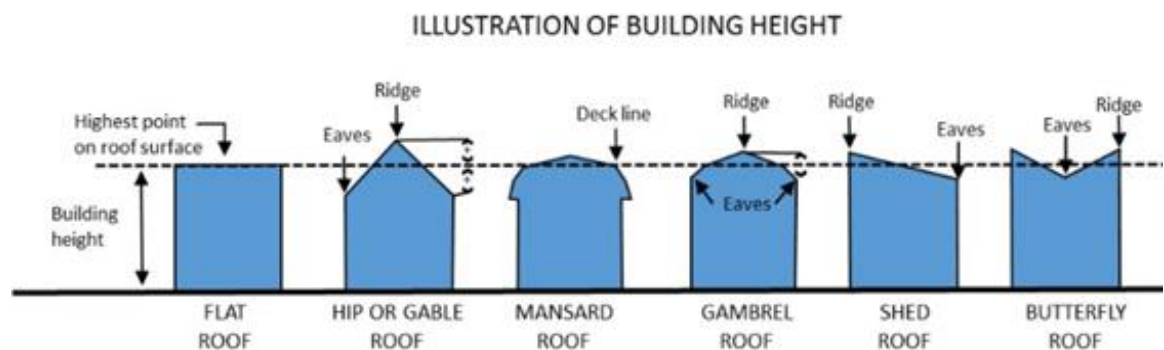 ILLUSTRATION OF BUILDING HEIGHT
Highest point
on roof surface
Building
height
Eaves
Ridge
Deck line
Ridge
Eaves
Ridge
Eaves
Eaves
Ridge
FLAT
ROOF
HIP OR GABLE
ROOF
MANSARD
ROOF
GAMBREL
ROOF
SHED
ROOF
BUTTERFLY
ROOF